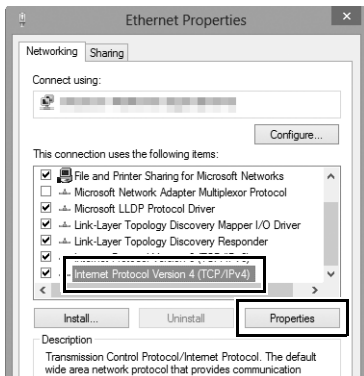 Ethernet Properties
Networking Sharing
Connect using:
Configure...
This connection uses the following items:
File and Printer Sharing for Microsoft Networks
Microsoft Network Adapter Multiplexor Protocol
Microsoft LLDP Protocol Driver
Link-Layer Topology Discovery Mapper I/O Driver
Link-Layer Topology Discovery Responder
Internet Protocol Version 4 (TCP/IPv4)
Install... Uninstall Properties
Description
Transmission Control Protocol/Internet Protocol. The default
wide area network protocol that provides communication